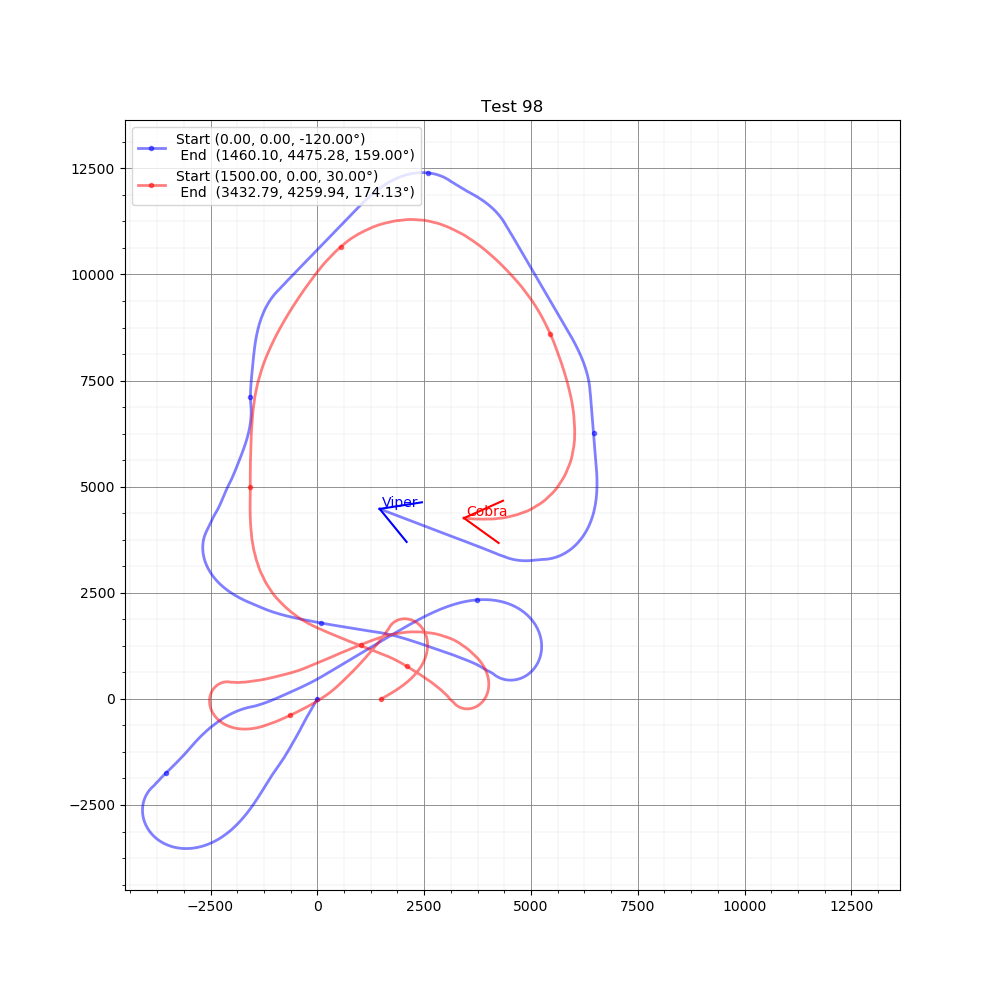 Test 98
Start (0.00, 0.00, -120.00°)
End  (1460.10, 4475.28, 159.00°)
Start (1500.00, 0.00, 30.00°)
End  (3432.79, 4259.94, 174.13°)
12500
10000
7500
5000
2500
0
−2500
Viper
Cobra
−2500
0
2500
5000
7500
10000
12500